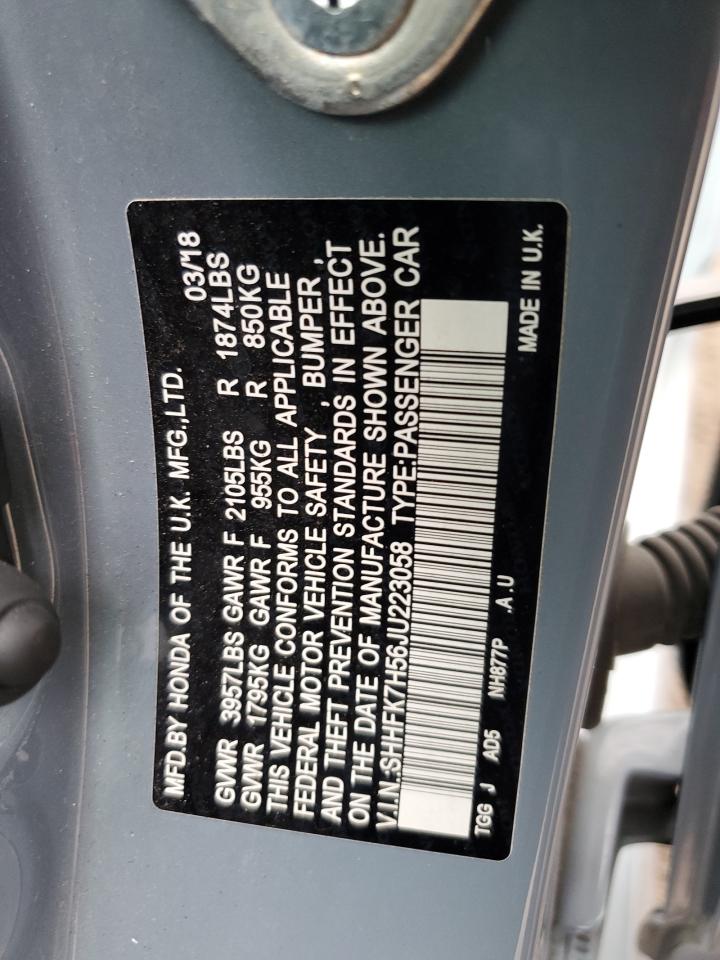 MFD.BY HONDA OF THE U.K. MFG.,LTD. 03/18
GVWR 3957LBS GAWR F 2105LBS R 1874LBS
GVWR 1795KG GAWR F 955KG R 850KG
THIS VEHICLE CONFORMS TO ALL APPLICABLE
FEDERAL MOTOR VEHICLE SAFETY , BUMPER ,
AND THEFT PREVENTION STANDARDS IN EFFECT
ON THE DATE OF MANUFACTURE SHOWN ABOVE.
V.I.N.:SHHFK7H56JU223058 TYPE:PASSENGER CAR
TGG J AD5 NH877P .A.U MADE IN U.K.